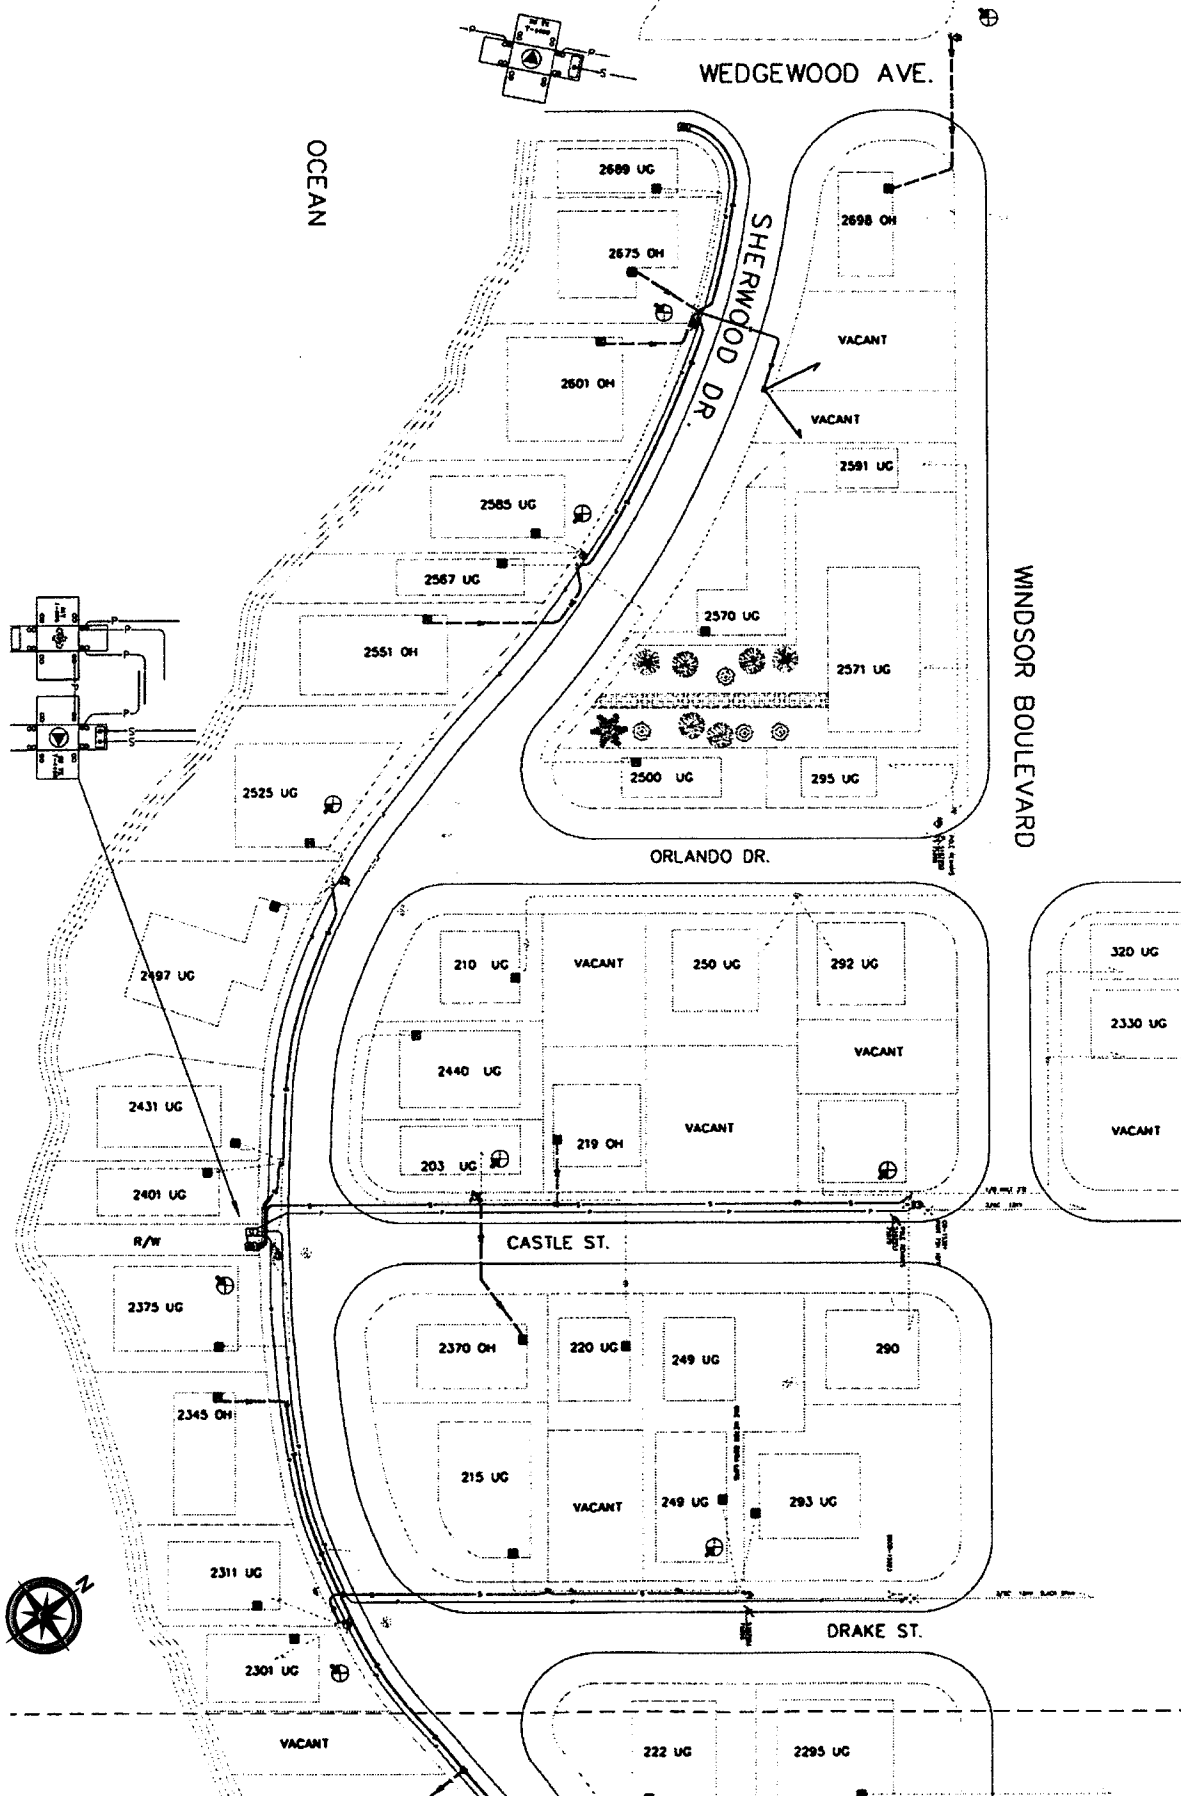 WEDGEWOOD AVE.
OCEAN
2689 UG
2698 OH
2675 OH
SHERWOOD DR.
VACANT
2601 OH
VACANT
2591 UG
2585 UG
2567 UG
2570 UG
WINDSOR BOULEVARD
2551 OH
2571 UG
2525 UG
2500 UG
295 UG
ORLANDO DR.
2497 UG
210 UG
VACANT
250 UG
292 UG
320 UG
2330 UG
2440 UG
VACANT
2431 UG
219 OH
VACANT
VACANT
203 UG
2401 UG
R/W
CASTLE ST.
2375 UG
2370 OH
220 UG
249 UG
290
2345 OH
215 UG
VACANT
249 UG
293 UG
2311 UG
N
DRAKE ST.
2301 UG
VACANT
222 UG
2295 UG